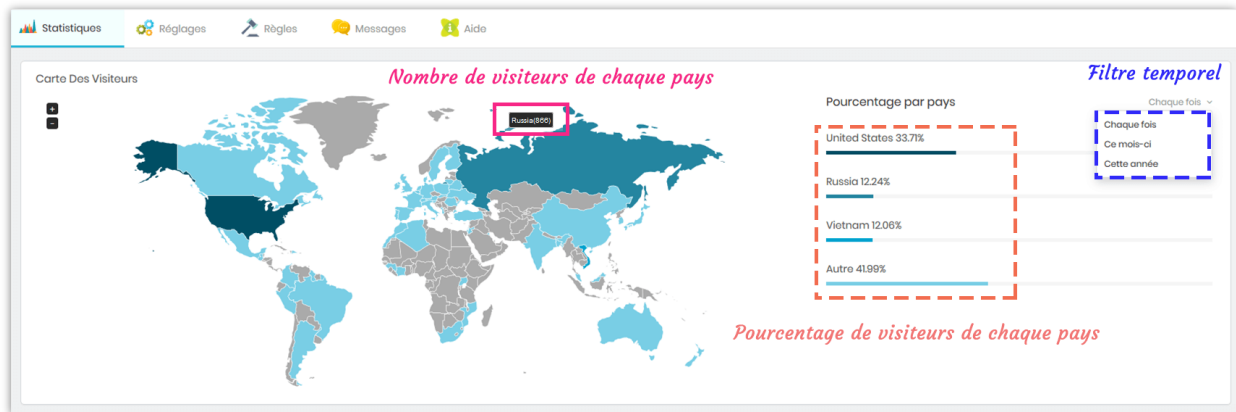 Statistiques
Réglages
Règles
Messages
Aide
Carte Des Visiteurs
Nombre de visiteurs de chaque pays
Filtre temporel
+
-
Russia(866)
Pourcentage par pays
Chaque fois
Chaque fois
Ce mois-ci
Cette année
United States 33.71%
Russia 12.24%
Vietnam 12.06%
Autre 41.99%
Pourcentage de visiteurs de chaque pays